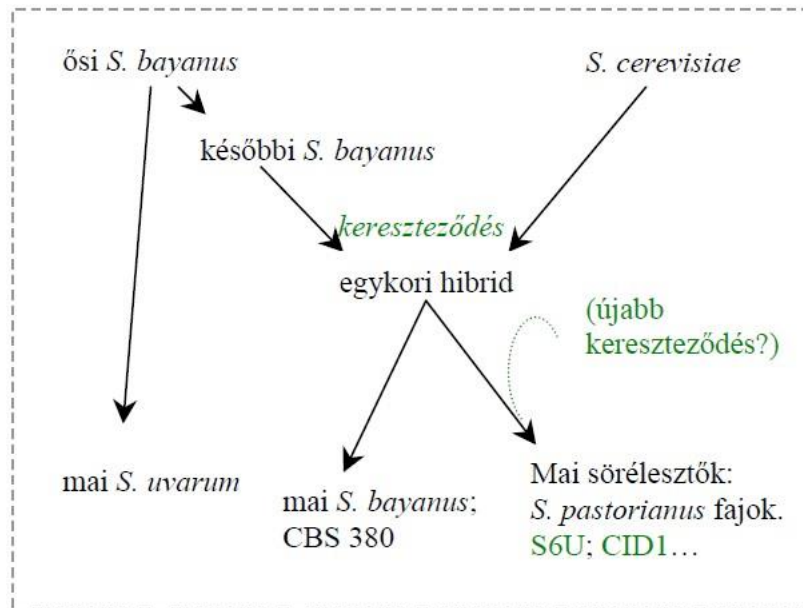 ősi S. bayanus
S. cerevisiae
későbbi S. bayanus
kereszteződés
egykori hibrid
(újabb
kereszteződés?)
mai S. uvarum
mai S. bayanus;
CBS 380
Mai sörélesztők:
S. pastorianus fajok.
S6U; CID1…